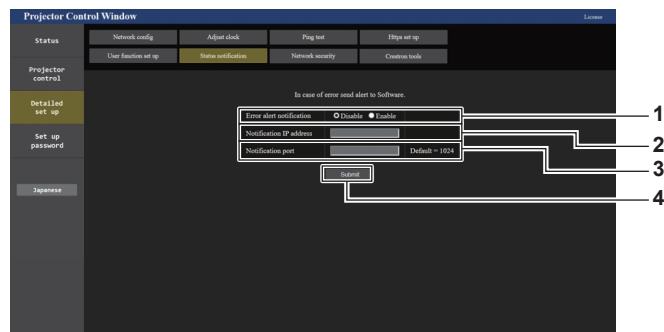 Projector Control Window
License
Status
Network config
Adjust clock
Ping test
Https set up
User function set up
Status notification
Network security
Crestron tools
Projector
control
Detailed
set up
Set up
password
Japanese
In case of error send alert to Software.
Error alert notification Disable Enable
Notification IP address
Notification port Default = 1024
Submit
1
2
3
4